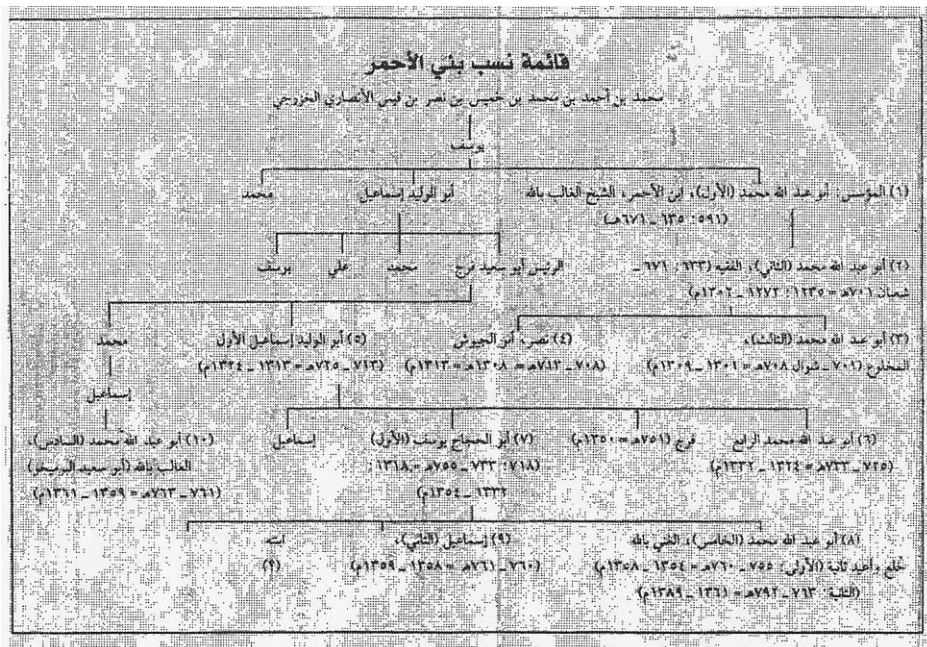 قائمة نسب بني الأحمر
محمد بن أحمد بن محمد بن خميس بن نصر بن قيس الأنصاري الخزرجي
يوسف
(١) المؤسس: أبو عبد الله محمد (الأول)، ابن الأحمر، الشيخ الغالب بالله
أبو الوليد إسماعيل
محمد
(٥٩١: ٦٣٥ ـ ٦٧١هـ)
(٢) أبو عبد الله محمد (الثاني)، الفقيه (٦٣٣: ٦٧١ ـ
الرئيس أبو سعيد فرج
محمد
علي
يوسف
شعبان ٧٠١هـ = ١٢٣٥: ١٢٧٢ ـ ١٣٠٢م)
(٣) أبو عبد الله محمد (الثالث)،
(٤) نصر، أبو الجيوش
(٥) أبو الوليد إسماعيل الأول
محمد
المخلوع (٧٠١ ـ شوال ٧٠٨هـ = ١٣٠١ ـ ١٣٠٩م)
(٧٠٨ ـ ٧١٣هـ = ١٣٠٨هـ = ١٣١٣م)
(٧١٣ ـ ٧٢٥هـ = ١٣١٣ ـ ١٣٢٤م)
إسماعيل
(٦) أبو عبد الله محمد الرابع
فرج (٧٥١هـ = ١٣٥٠م)
(٧) أبو الحجاج يوسف (الأول)
إسماعيل
(١٠) أبو عبد الله محمد (السادس)،
(٧٢٥ ـ ٧٣٣هـ = ١٣٢٤ ـ ١٣٣٢م)
(٧١٨: ٧٣٣ ـ ٧٥٥هـ = ١٣١٨:
الغالب بالله (أبو سعيد البرميخو)
١٣٣٢ ـ ١٣٥٤م)
(٧٦١ ـ ٧٦٣هـ = ١٣٥٩ ـ ١٣٦١م)
(٨) أبو عبد الله محمد (الخامس)، الغني بالله
(٩) إسماعيل (الثاني)،
ابنته
خُلع وأعيد ثانية (الأولى: ٧٥٥ ـ ٧٦٠هـ = ١٣٥٤ ـ ١٣٥٨م)
(٧٦٠ ـ ٧٦١هـ = ١٣٥٨ ـ ١٣٥٩م)
(؟)
(الثانية: ٧٦٣ ـ ٧٩٢هـ = ١٣٦١ ـ ١٣٨٩م)